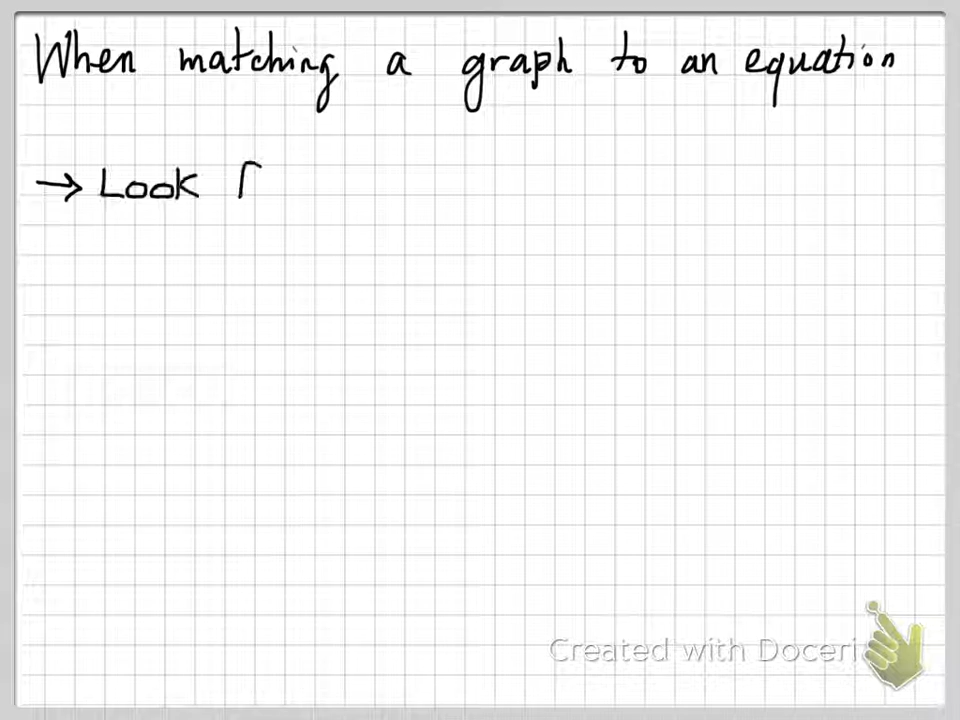 When matching a graph to an equation
→ Look
Created with Doceri